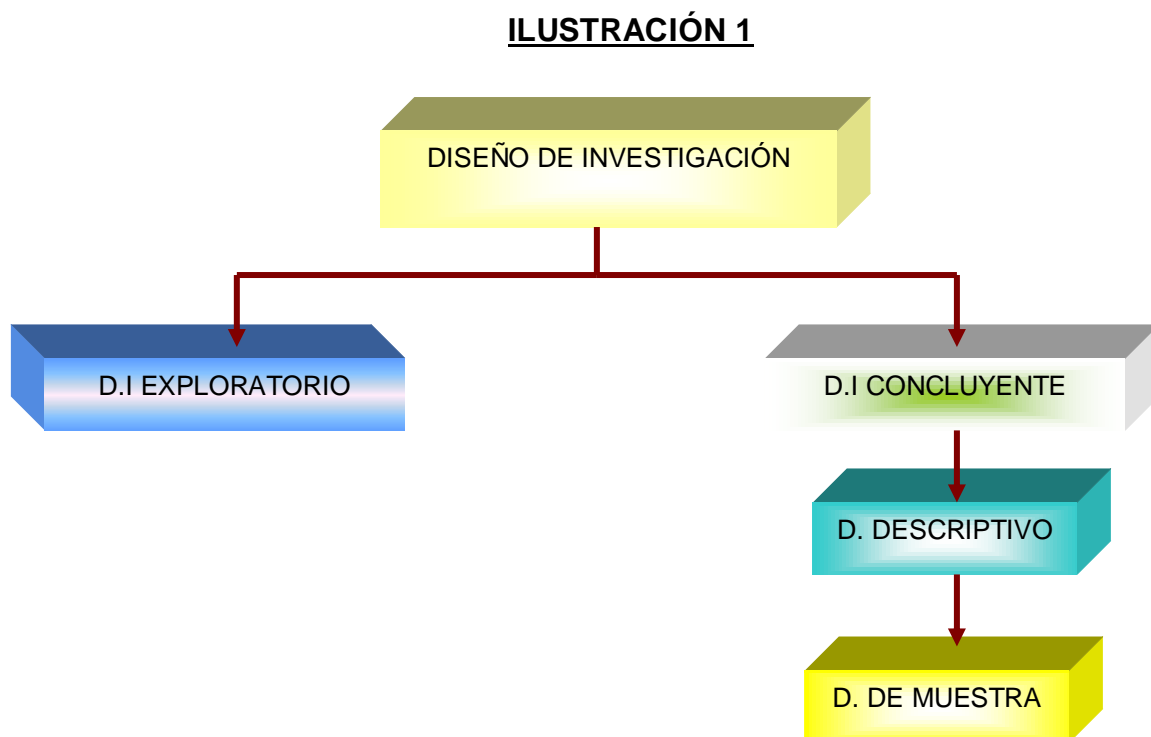 ILUSTRACIÓN 1
DISEÑO DE INVESTIGACIÓN
D.I EXPLORATORIO
D.I CONCLUYENTE
D. DESCRIPTIVO
D. DE MUESTRA